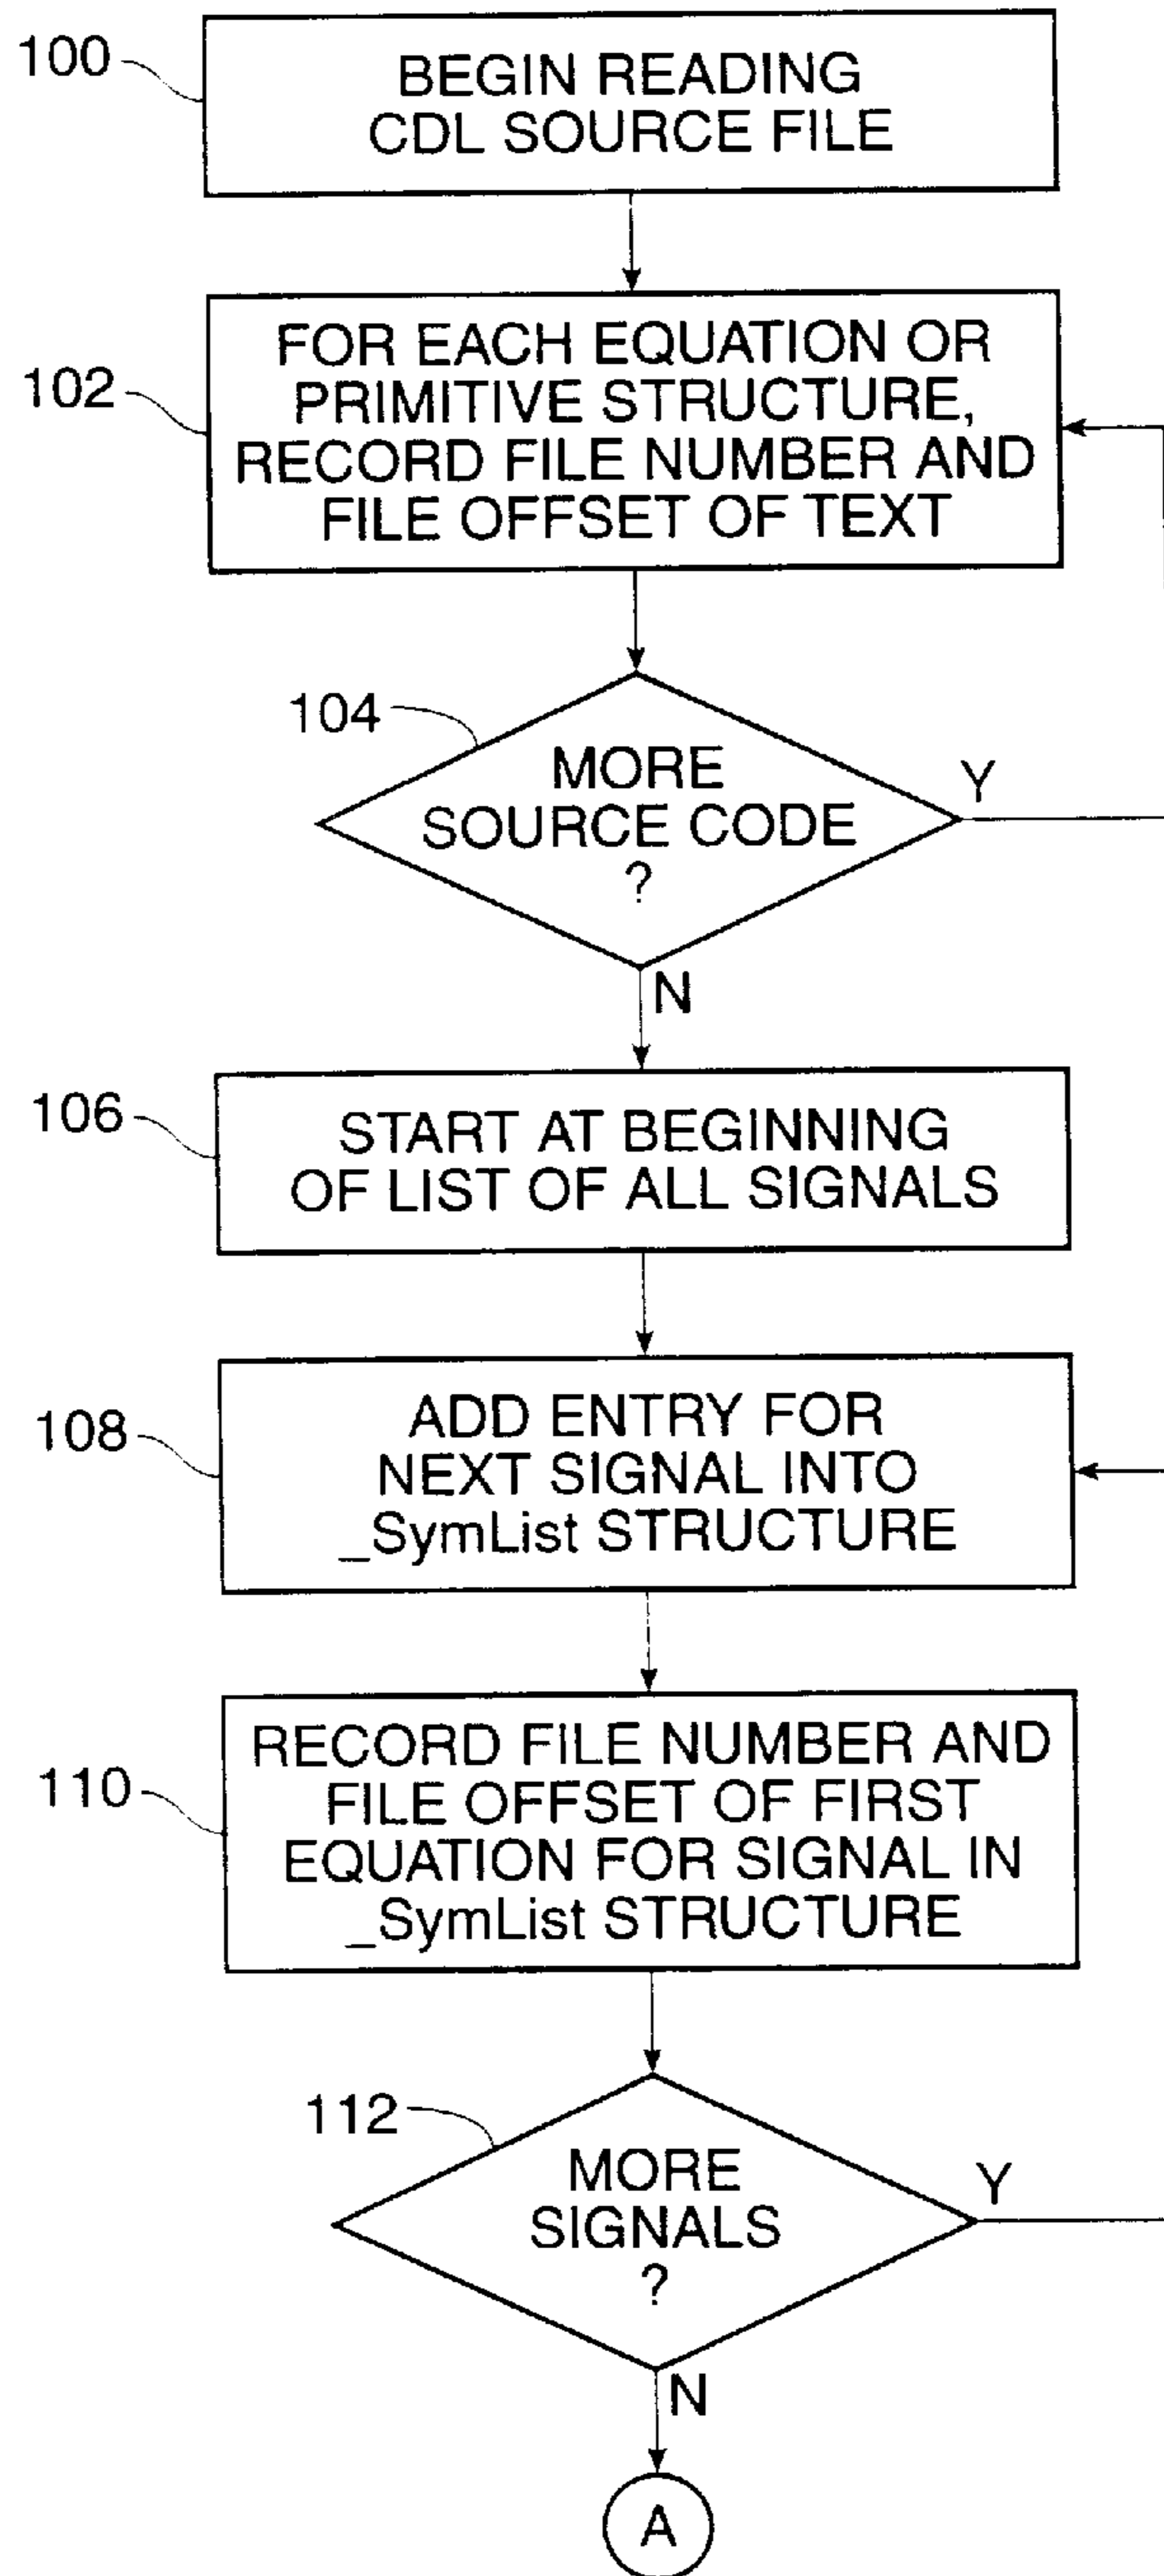 100
BEGIN READING
CDL SOURCE FILE
102
FOR EACH EQUATION OR
PRIMITIVE STRUCTURE,
RECORD FILE NUMBER AND
FILE OFFSET OF TEXT
104
MORE
SOURCE CODE
?
Y
N
106
START AT BEGINNING
OF LIST OF ALL SIGNALS
108
ADD ENTRY FOR
NEXT SIGNAL INTO
_SymList STRUCTURE
110
RECORD FILE NUMBER AND
FILE OFFSET OF FIRST
EQUATION FOR SIGNAL IN
_SymList STRUCTURE
112
MORE
SIGNALS
?
Y
N
A